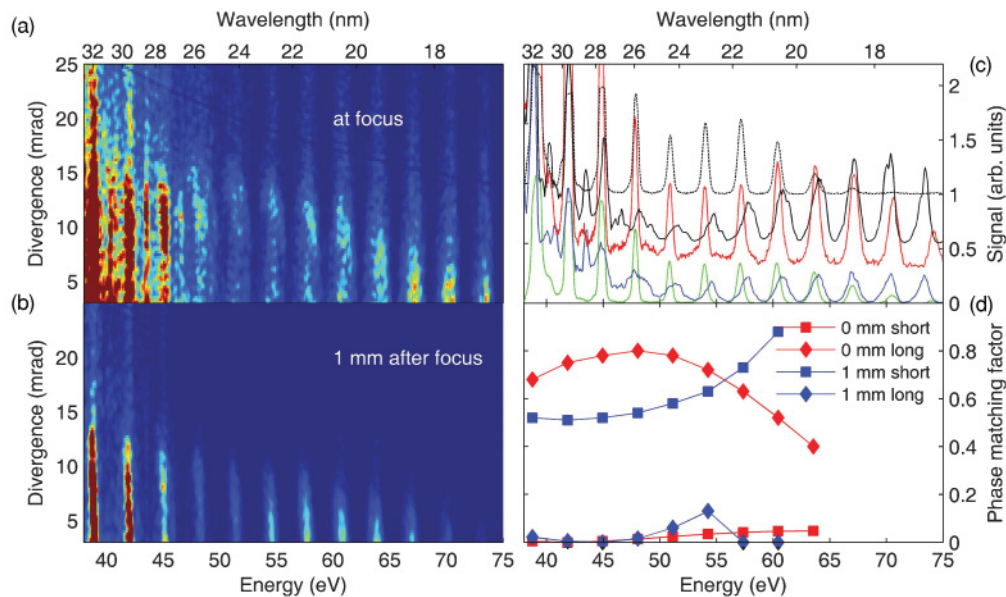 Wavelength (nm)
Wavelength (nm)
(a)
32 30 28 26 24 22 20 18
32 30 28 26 24 22 20 18
(c)
25
20
15
10
5
Divergence (mrad)
at focus
2
1.5
1
0.5
0
Signal (arb. units)
(b)
20
15
10
5
Divergence (mrad)
1 mm after focus
(d)
0 mm short
0 mm long
1 mm short
1 mm long
0.8
0.6
0.4
0.2
0
Phase matching factor
40 45 50 55 60 65 70 75
40 45 50 55 60 65 70 75
Energy (eV)
Energy (eV)